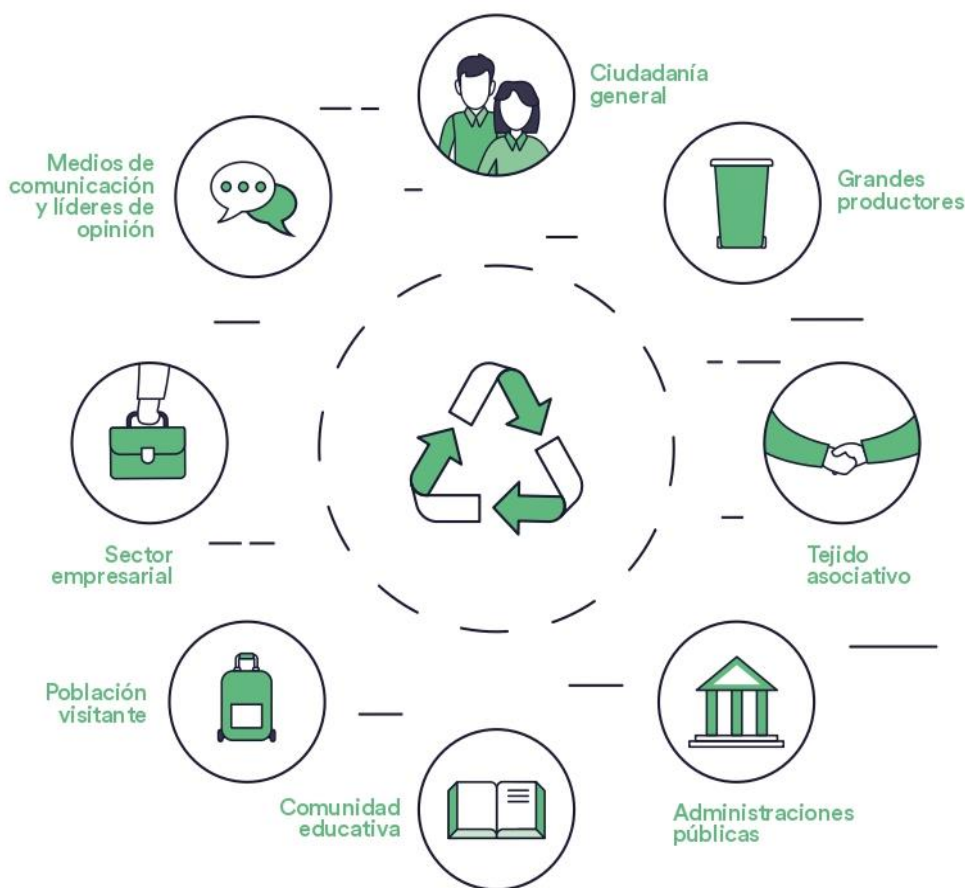 Ciudadanía
general
Grandes
productores
Tejido
asociativo
Administraciones
públicas
Comunidad
educativa
Población
visitante
Sector
empresarial
Medios de
comunicación
y líderes de
opinión